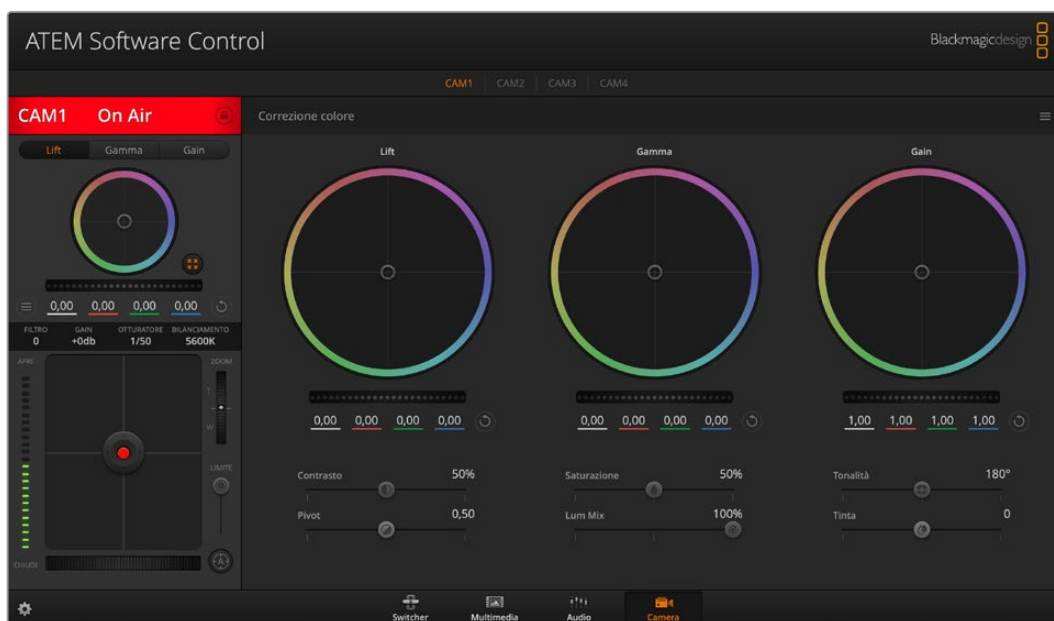 ATEM Software Control
Blackmagicdesign
CAM1 CAM2 CAM3 CAM4
CAM1 On Air
Correzione colore
Lift Gamma Gain
Lift Gamma Gain
0,00 0,00 0,00 0,00
FILTRO GAIN OTTURATORE BILANCIAMENTO
0 +0db 1/50 5600K
APRI ZOOM
T
W
LIMITE
CHIUDI
A
0,00 0,00 0,00 0,00
0,00 0,00 0,00 0,00
1,00 1,00 1,00 1,00
Contrasto 50%
Saturazione 50%
Tonalità 180°
Pivot 0,50
Lum Mix 100%
Tinta 0
Switcher Multimedia Audio Camera